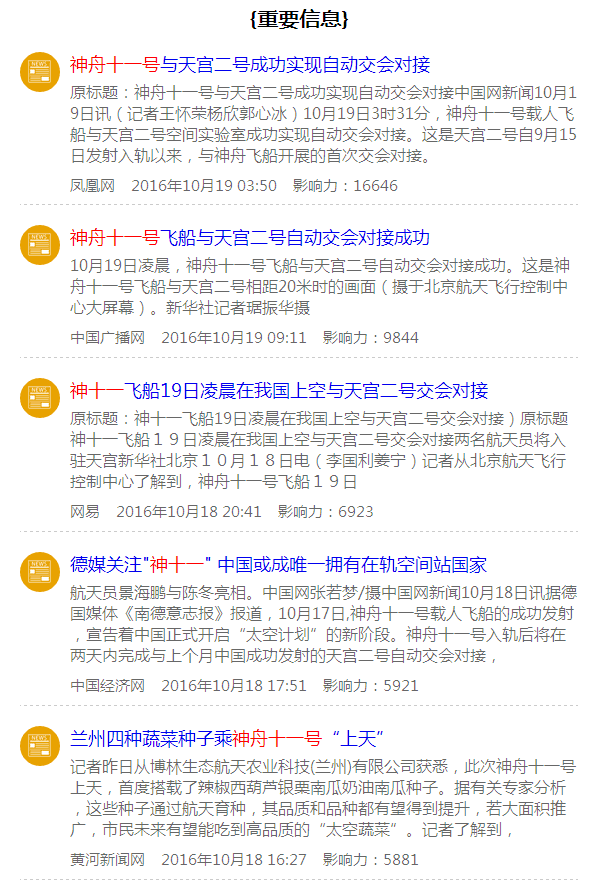 {重要信息}
NEWS
神舟十一号与天宫二号成功实现自动交会对接
原标题：神舟十一号与天宫二号成功实现自动交会对接中国网新闻10月1
9日讯（记者王怀荣杨欣郭心冰）10月19日3时31分，神舟十一号载人飞
船与天宫二号空间实验室成功实现自动交会对接。这是天宫二号自9月15
日发射入轨以来，与神舟飞船开展的首次交会对接。
凤凰网 2016年10月19 03:50 影响力：16646
NEWS
神舟十一号飞船与天宫二号自动交会对接成功
10月19日凌晨，神舟十一号飞船与天宫二号自动交会对接成功。这是神
舟十一号飞船与天宫二号相距20米时的画面（摄于北京航天飞行控制中
心大屏幕）。新华社记者琚振华摄
中国广播网 2016年10月19 09:11 影响力：9844
NEWS
神十一飞船19日凌晨在我国上空与天宫二号交会对接
原标题：神十一飞船19日凌晨在我国上空与天宫二号交会对接）原标题
神十一飞船１９日凌晨在我国上空与天宫二号交会对接两名航天员将入
驻天宫新华社北京１０月１８日电（李国利姜宁）记者从北京航天飞行
控制中心了解到，神舟十一号飞船１９日
网易 2016年10月18 20:41 影响力：6923
NEWS
德媒关注"神十一" 中国或成唯一拥有在轨空间站国家
航天员景海鹏与陈冬亮相。中国网张若梦/摄中国网新闻10月18日讯据德
国媒体《南德意志报》报道，10月17日,神舟十一号载人飞船的成功发射
，宣告着中国正式开启“太空计划”的新阶段。神舟十一号入轨后将在
两天内完成与上个月中国成功发射的天宫二号自动交会对接，
中国经济网 2016年10月18 17:51 影响力：5921
NEWS
兰州四种蔬菜种子乘神舟十一号“上天”
记者昨日从博林生态航天农业科技(兰州)有限公司获悉，此次神舟十一号
上天，首度搭载了辣椒西葫芦银栗南瓜奶油南瓜种子。据有关专家分析
，这些种子通过航天育种，其品质和品种都有望得到提升，若大面积推
广，市民未来有望能吃到高品质的“太空蔬菜”。记者了解到，
黄河新闻网 2016年10月18 16:27 影响力：5881